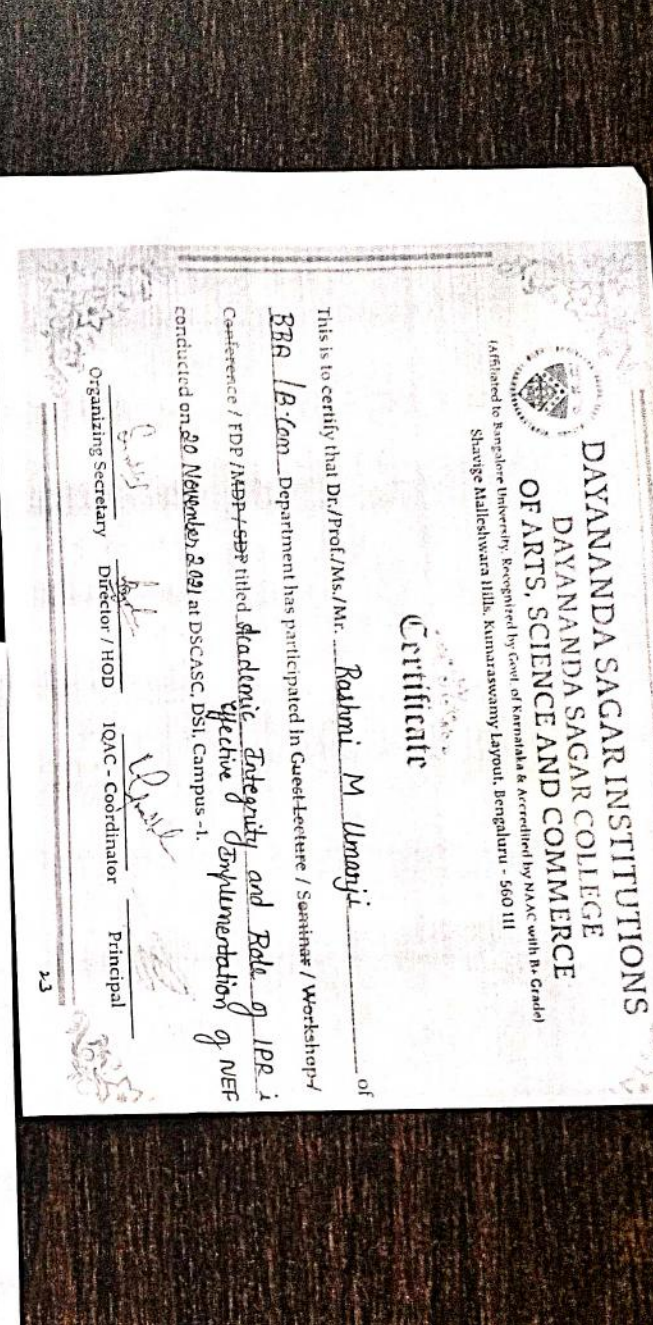 DAYANANDA SAGAR INSTITUTIONS
DAYANANDA SAGAR COLLEGE
OF ARTS, SCIENCE AND COMMERCE
(Affiliated to Bangalore University, Recognised by Govt. of Karnataka & Accredited by NAAC with B+ Grade)
Shavige Malleshwara Hills, Kumaraswamy Layout, Bengaluru - 560 111
Certificate
This is to certify that Dr./Prof./Ms./Mr. Rashmi M Umarji of
BBA / B.Com Department has participated in Guest Lecture / Seminar / Workshop /
Conference / FDP / MDP / SDP titled Academic Integrity and Role of IPR i
effective Implementation of NEP
conducted on 20 November 2021 at DSCASC, DSI, Campus -1.
Organizing Secretary Director / HOD IQAC - Coordinator Principal
23